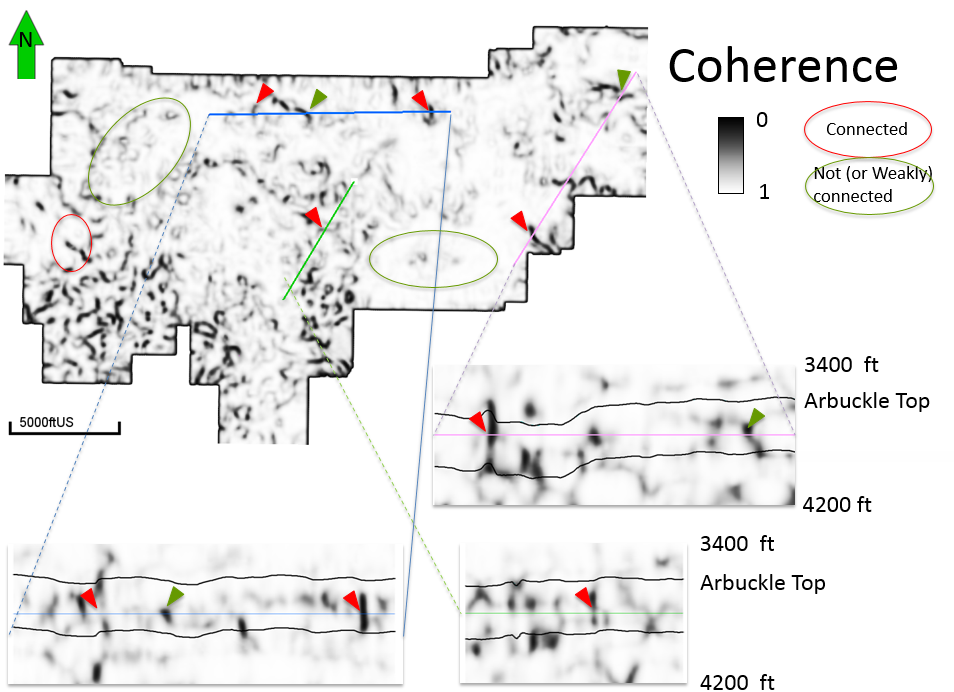 N
Coherence
0
1
Connected
Not (or Weakly)
connected
5000ftUS
3400 ft
Arbuckle Top
4200 ft
3400 ft
Arbuckle Top
4200 ft